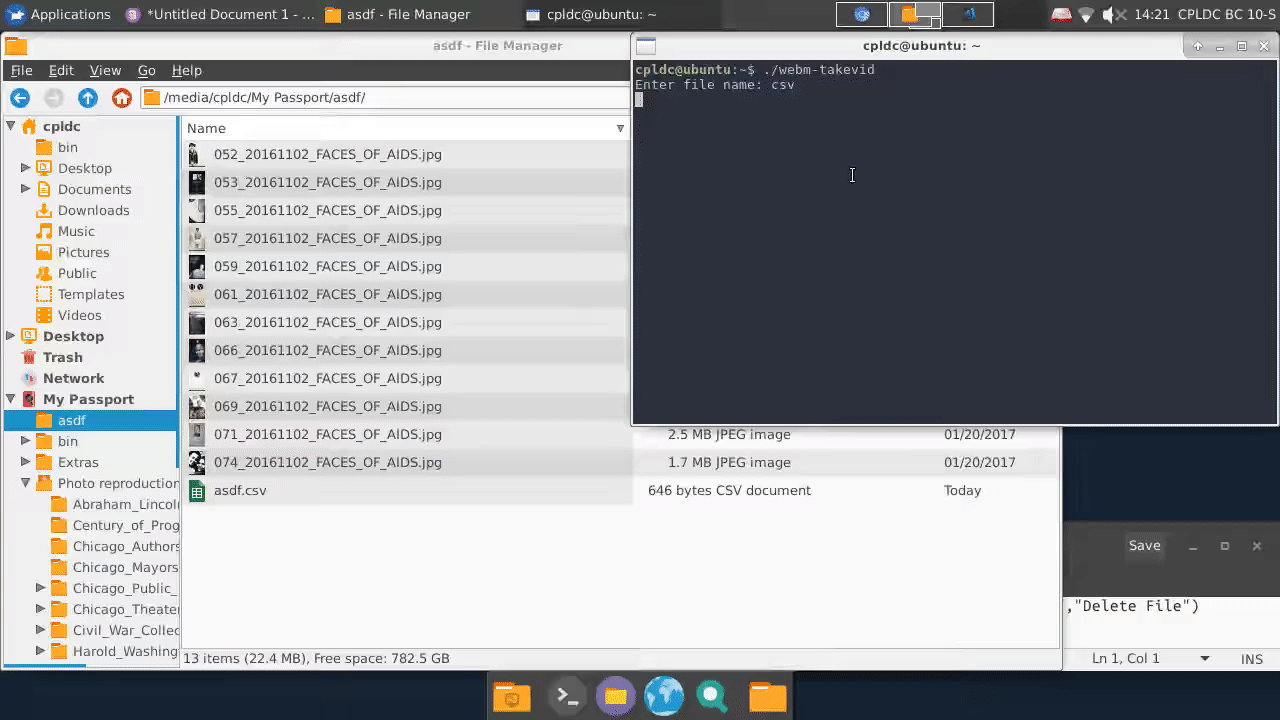 Applications
*Untitled Document 1 - ...
asdf - File Manager
cpldc@ubuntu: ~
14:21
CPLDC BC 10-S
asdf - File Manager
File Edit View Go Help
/media/cpldc/My Passport/asdf/
cpldc
bin
Desktop
Documents
Downloads
Music
Pictures
Public
Templates
Videos
Desktop
Trash
Network
My Passport
asdf
bin
Extras
Photo reproduction
Abraham_Lincol
Century_of_Prog
Chicago_Authors
Chicago_Mayors
Chicago_Public_
Chicago_Theater
Civil_War_Collec
Harold_Washing
Name
052_20161102_FACES_OF_AIDS.jpg
053_20161102_FACES_OF_AIDS.jpg
055_20161102_FACES_OF_AIDS.jpg
057_20161102_FACES_OF_AIDS.jpg
059_20161102_FACES_OF_AIDS.jpg
061_20161102_FACES_OF_AIDS.jpg
063_20161102_FACES_OF_AIDS.jpg
066_20161102_FACES_OF_AIDS.jpg
067_20161102_FACES_OF_AIDS.jpg
069_20161102_FACES_OF_AIDS.jpg
071_20161102_FACES_OF_AIDS.jpg 2.5 MB JPEG image 01/20/2017
074_20161102_FACES_OF_AIDS.jpg 1.7 MB JPEG image 01/20/2017
asdf.csv 646 bytes CSV document Today
13 items (22.4 MB), Free space: 782.5 GB
cpldc@ubuntu: ~
cpldc@ubuntu:~$ ./webm-takevid
Enter file name: csv
Save
,"Delete File")
Ln 1, Col 1 INS